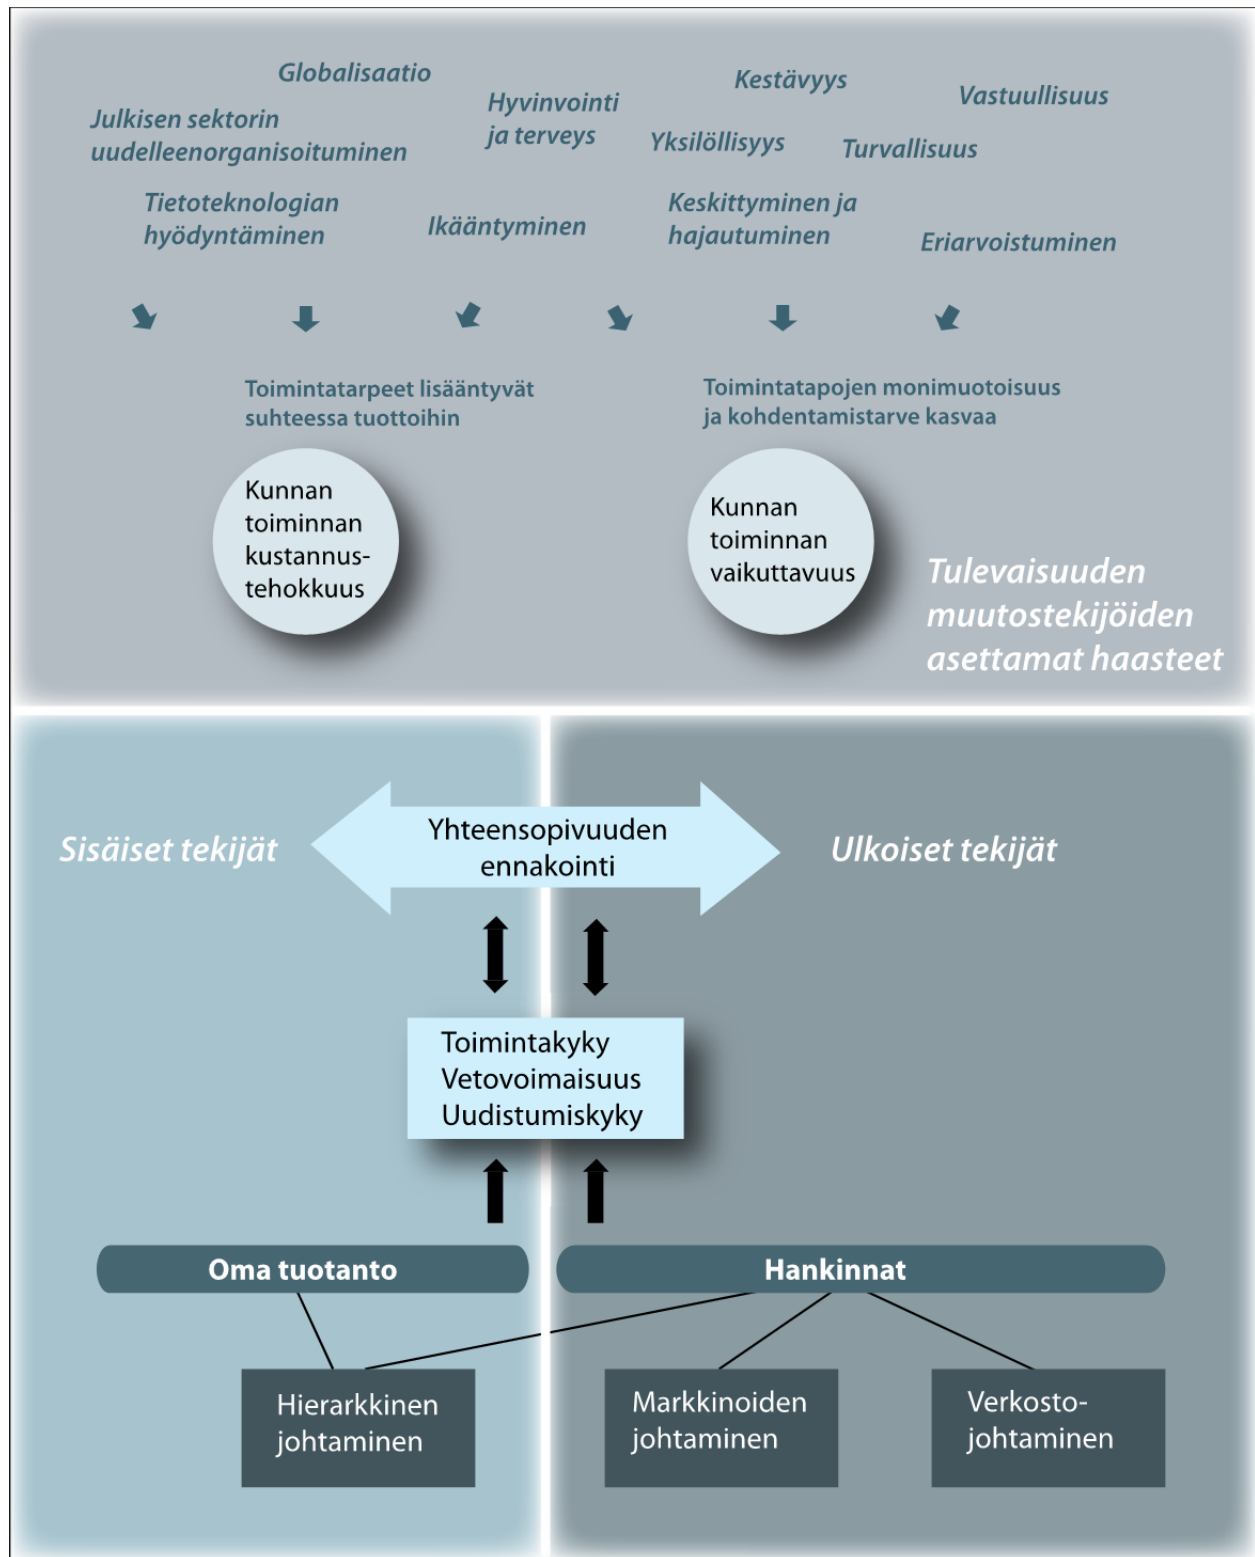 Globalisaatio
Kestävyys
Vastuullisuus
Hyvinvointi
ja terveys
Julkisen sektorin
uudelleenorganisoituminen
Yksilöllisyys
Turvallisuus
Tietoteknologian
hyödyntäminen
Ikääntyminen
Keskittyminen ja
hajautuminen
Eriarvoistuminen
Toimintatarpeet lisääntyvät
suhteessa tuottoihin
Toimintatapojen monimuotoisuus
ja kohdentamistarve kasvaa
Kunnan
toiminnan
kustannus-
tehokkuus
Kunnan
toiminnan
vaikuttavuus
Tulevaisuuden
muutostekijöiden
asettamat haasteet
Sisäiset tekijät
Yhteensopivuuden
ennakointi
Ulkoiset tekijät
Toimintakyky
Vetovoimaisuus
Uudistumiskyky
Oma tuotanto
Hankinnat
Hierarkkinen
johtaminen
Markkinoiden
johtaminen
Verkosto-
johtaminen